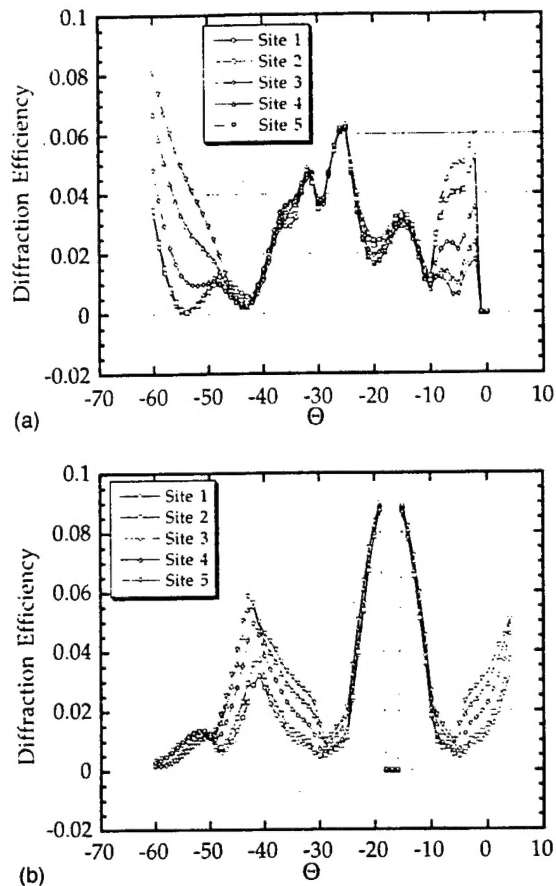 0.1
0.08
0.06
0.04
0.02
0
-0.02
Diffraction Efficiency
Site 1
Site 2
Site 3
Site 4
Site 5
-70 -60 -50 -40 -30 -20 -10 0 10
Θ
(a)
0.1
0.08
0.06
0.04
0.02
0
-0.02
Diffraction Efficiency
Site 1
Site 2
Site 3
Site 4
Site 5
-70 -60 -50 -40 -30 -20 -10 0 10
Θ
(b)